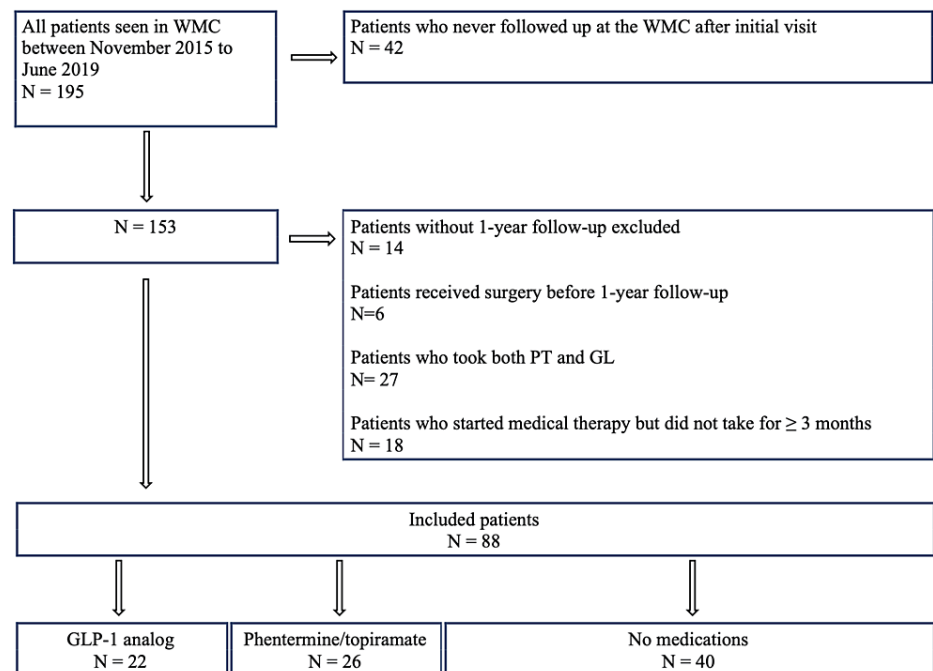 All patients seen in WMC
between November 2015 to
June 2019
N = 195
Patients who never followed up at the WMC after initial visit
N = 42
N = 153
Patients without 1-year follow-up excluded
N = 14
Patients received surgery before 1-year follow-up
N=6
Patients who took both PT and GL
N= 27
Patients who started medical therapy but did not take for ≥ 3 months
N = 18
Included patients
N = 88
GLP-1 analog
N = 22
Phentermine/topiramate
N = 26
No medications
N = 40